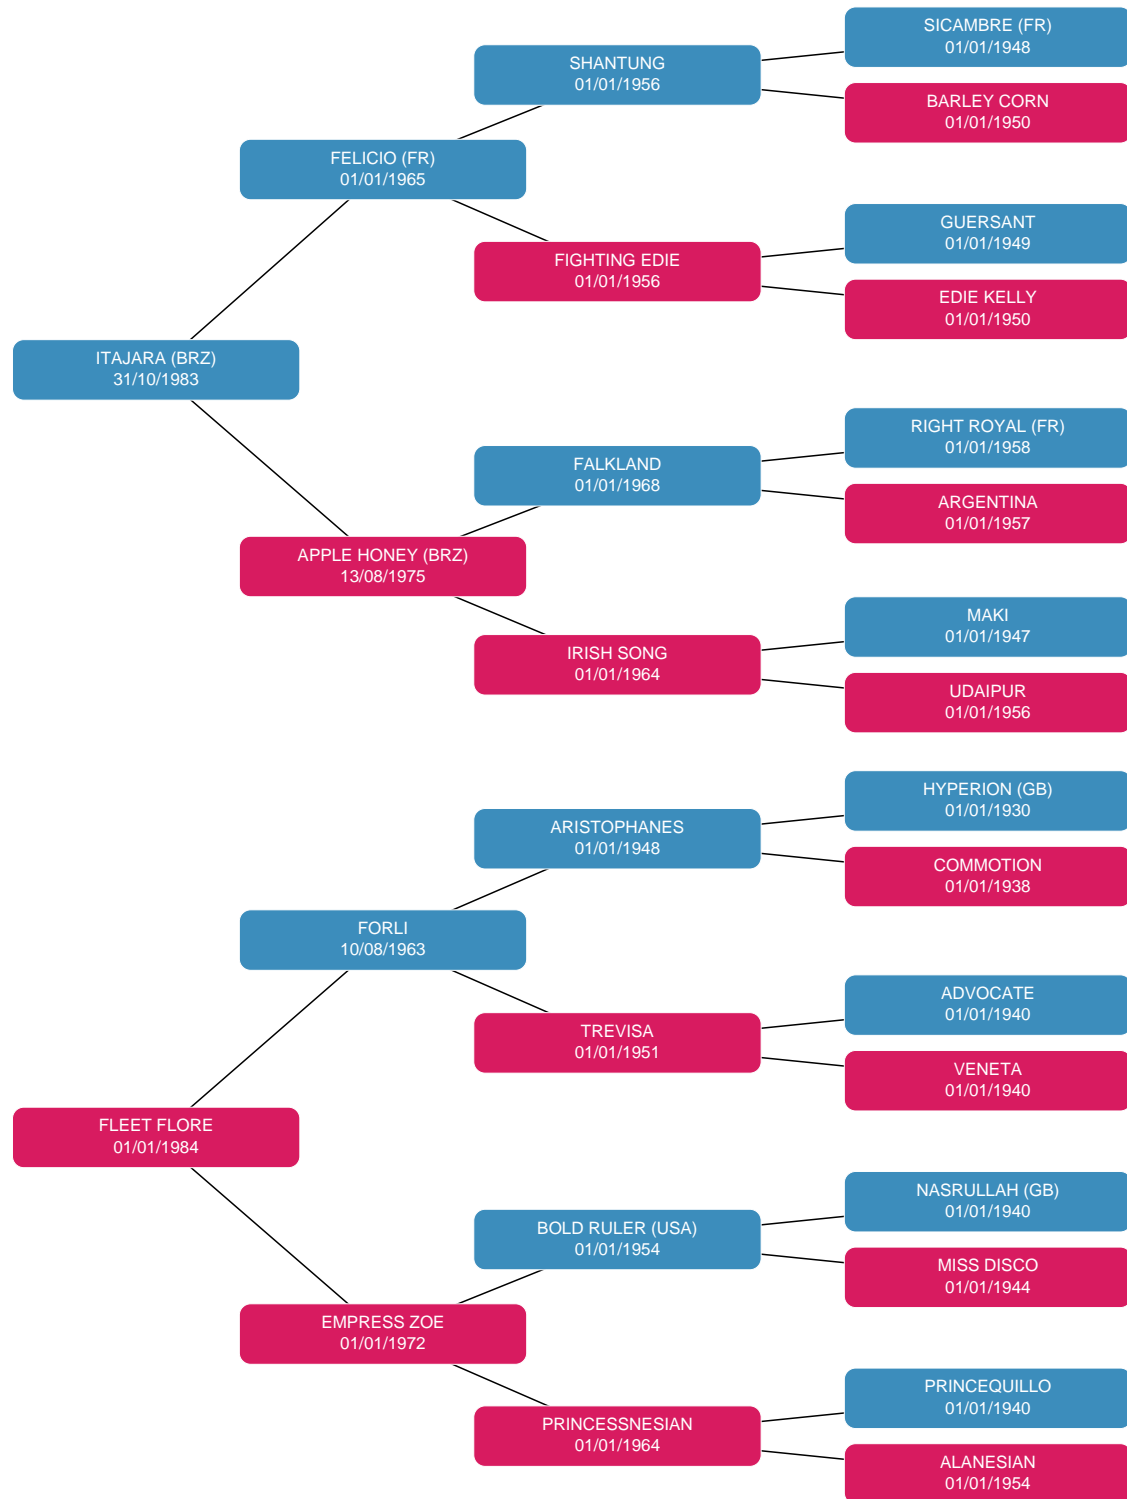 SICAMBRE (FR)
01/01/1948
SHANTUNG
01/01/1956
BARLEY CORN
01/01/1950
FELICIO (FR)
01/01/1965
GUERSANT
01/01/1949
FIGHTING EDIE
01/01/1956
EDIE KELLY
01/01/1950
ITAJARA (BRZ)
31/10/1983
RIGHT ROYAL (FR)
01/01/1958
FALKLAND
01/01/1968
ARGENTINA
01/01/1957
APPLE HONEY (BRZ)
13/08/1975
MAKI
01/01/1947
IRISH SONG
01/01/1964
UDAIPUR
01/01/1956
HYPERION (GB)
01/01/1930
ARISTOPHANES
01/01/1948
COMMOTION
01/01/1938
FORLI
10/08/1963
ADVOCATE
01/01/1940
TREVISA
01/01/1951
VENETA
01/01/1940
FLEET FLORE
01/01/1984
NASRULLAH (GB)
01/01/1940
BOLD RULER (USA)
01/01/1954
MISS DISCO
01/01/1944
EMPRESS ZOE
01/01/1972
PRINCEQUILLO
01/01/1940
PRINCESSNESIAN
01/01/1964
ALANESIAN
01/01/1954